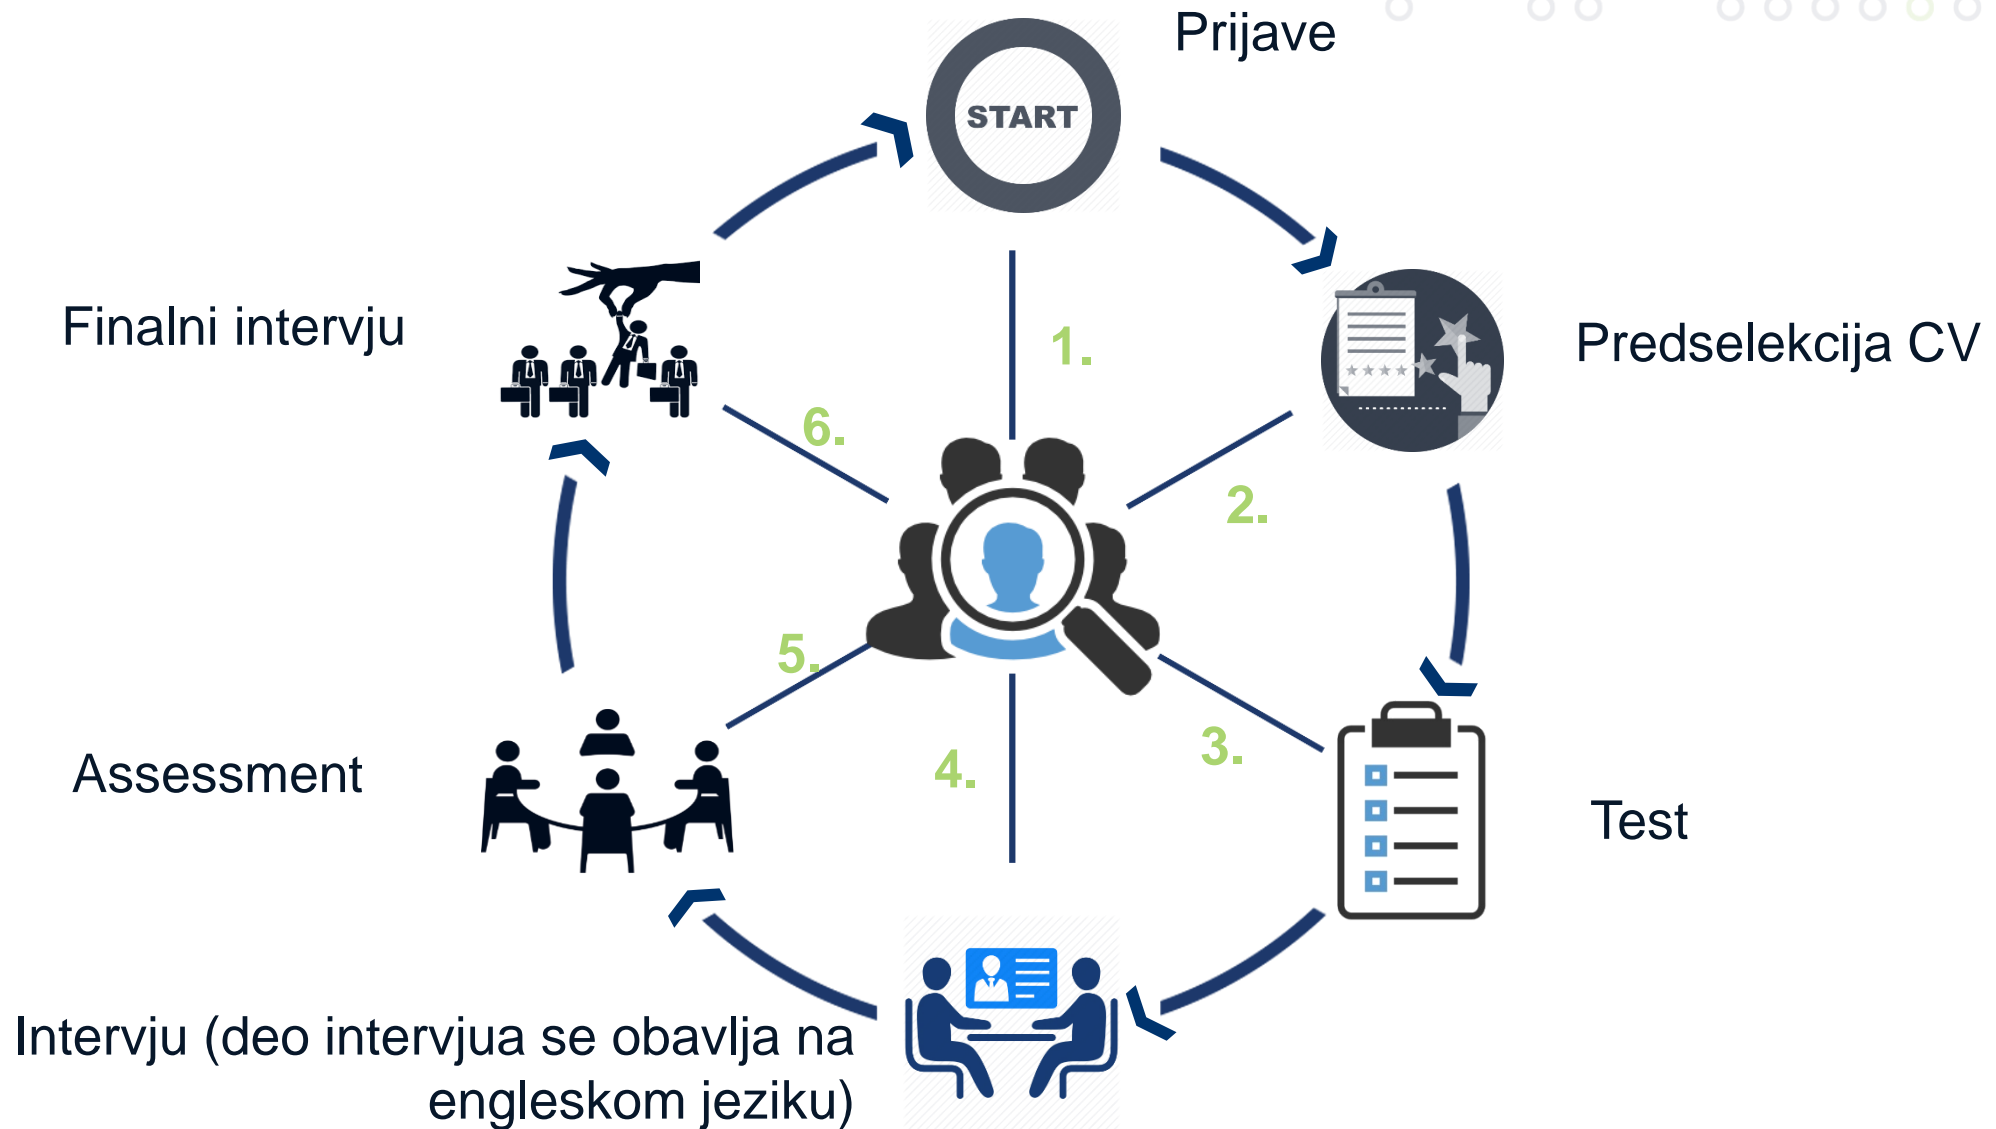 Prijave
START
1.
Predselekcija CV
2.
Test
3.
Intervju (deo intervjua se obavlja na
engleskom jeziku)
4.
Assessment
5.
Finalni intervju
6.